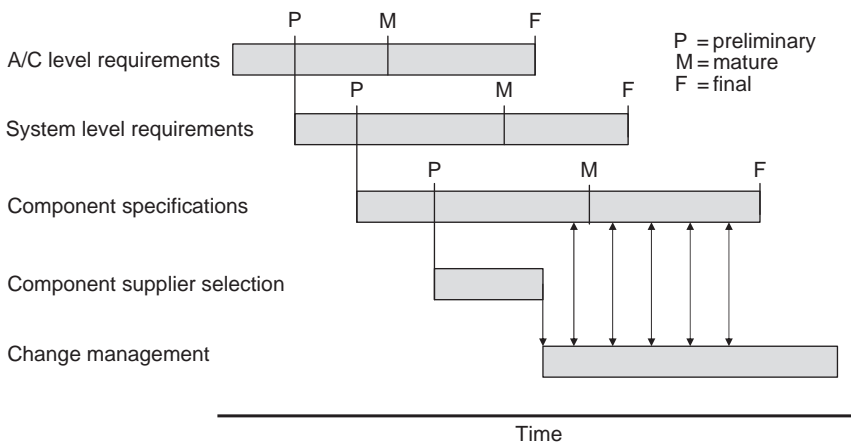 P M F
A/C level requirements
P = preliminary
M = mature
F = final
P M F
System level requirements
P M F
Component specifications
Component supplier selection
Change management
Time